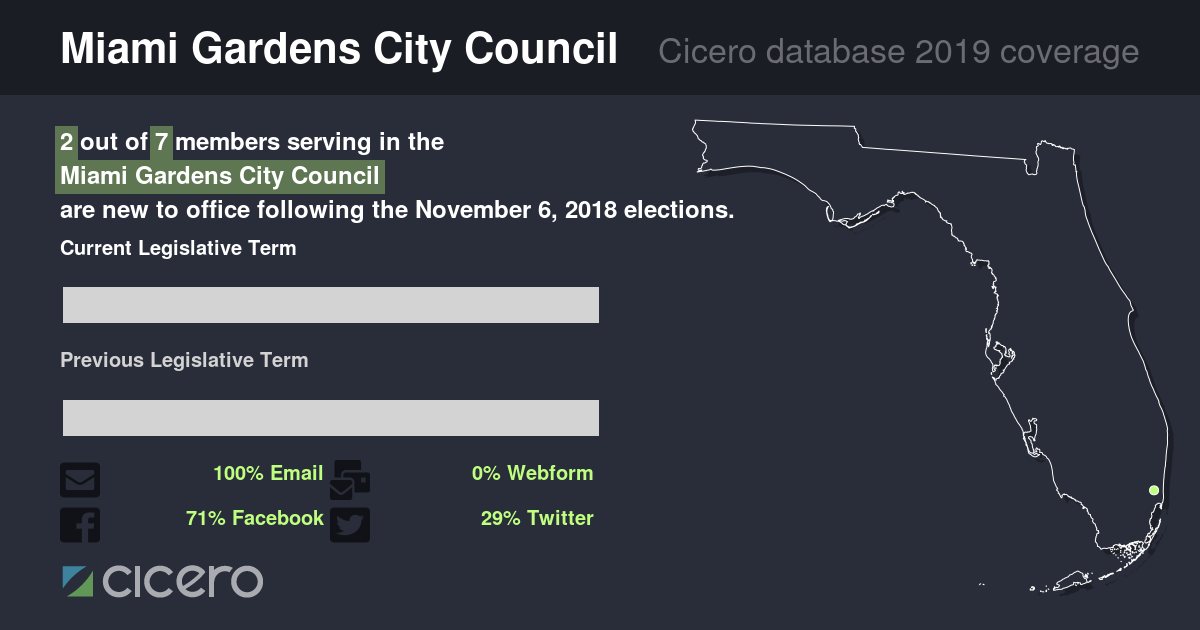 Miami Gardens City Council Cicero database 2019 coverage
2 out of 7 members serving in the
Miami Gardens City Council
are new to office following the November 6, 2018 elections.
Current Legislative Term
Previous Legislative Term
100% Email 0% Webform
71% Facebook 29% Twitter
cicero